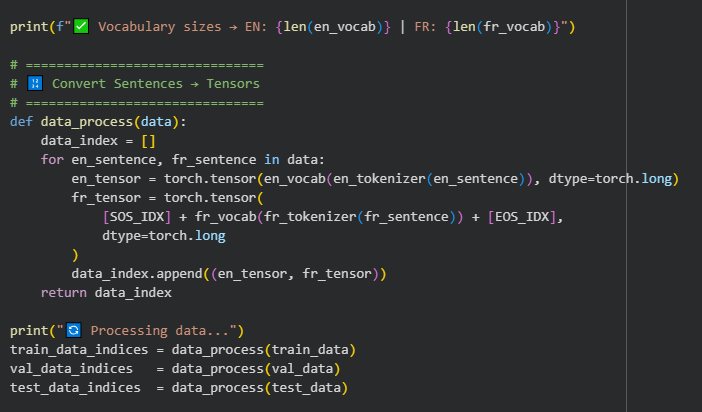 print(f"✅ Vocabulary sizes → EN: {len(en_vocab)} | FR: {len(fr_vocab)}")

# ===============================
# 🔢 Convert Sentences → Tensors
# ===============================
def data_process(data):
    data_index = []
    for en_sentence, fr_sentence in data:
        en_tensor = torch.tensor(en_vocab(en_tokenizer(en_sentence)), dtype=torch.long)
        fr_tensor = torch.tensor(
            [SOS_IDX] + fr_vocab(fr_tokenizer(fr_sentence)) + [EOS_IDX],
            dtype=torch.long
        )
        data_index.append((en_tensor, fr_tensor))
    return data_index

print("🔄 Processing data...")
train_data_indices = data_process(train_data)
val_data_indices   = data_process(val_data)
test_data_indices  = data_process(test_data)